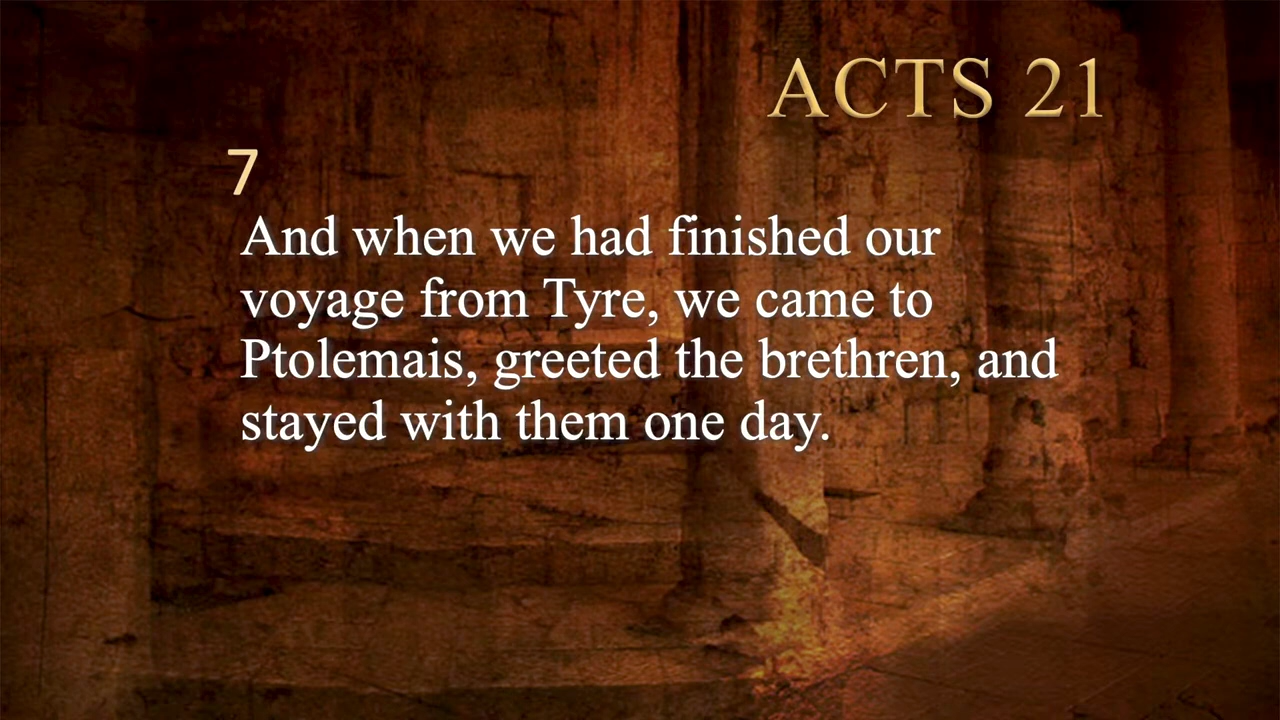 ACTS 21
7
And when we had finished our
voyage from Tyre, we came to
Ptolemais, greeted the brethren, and
stayed with them one day.